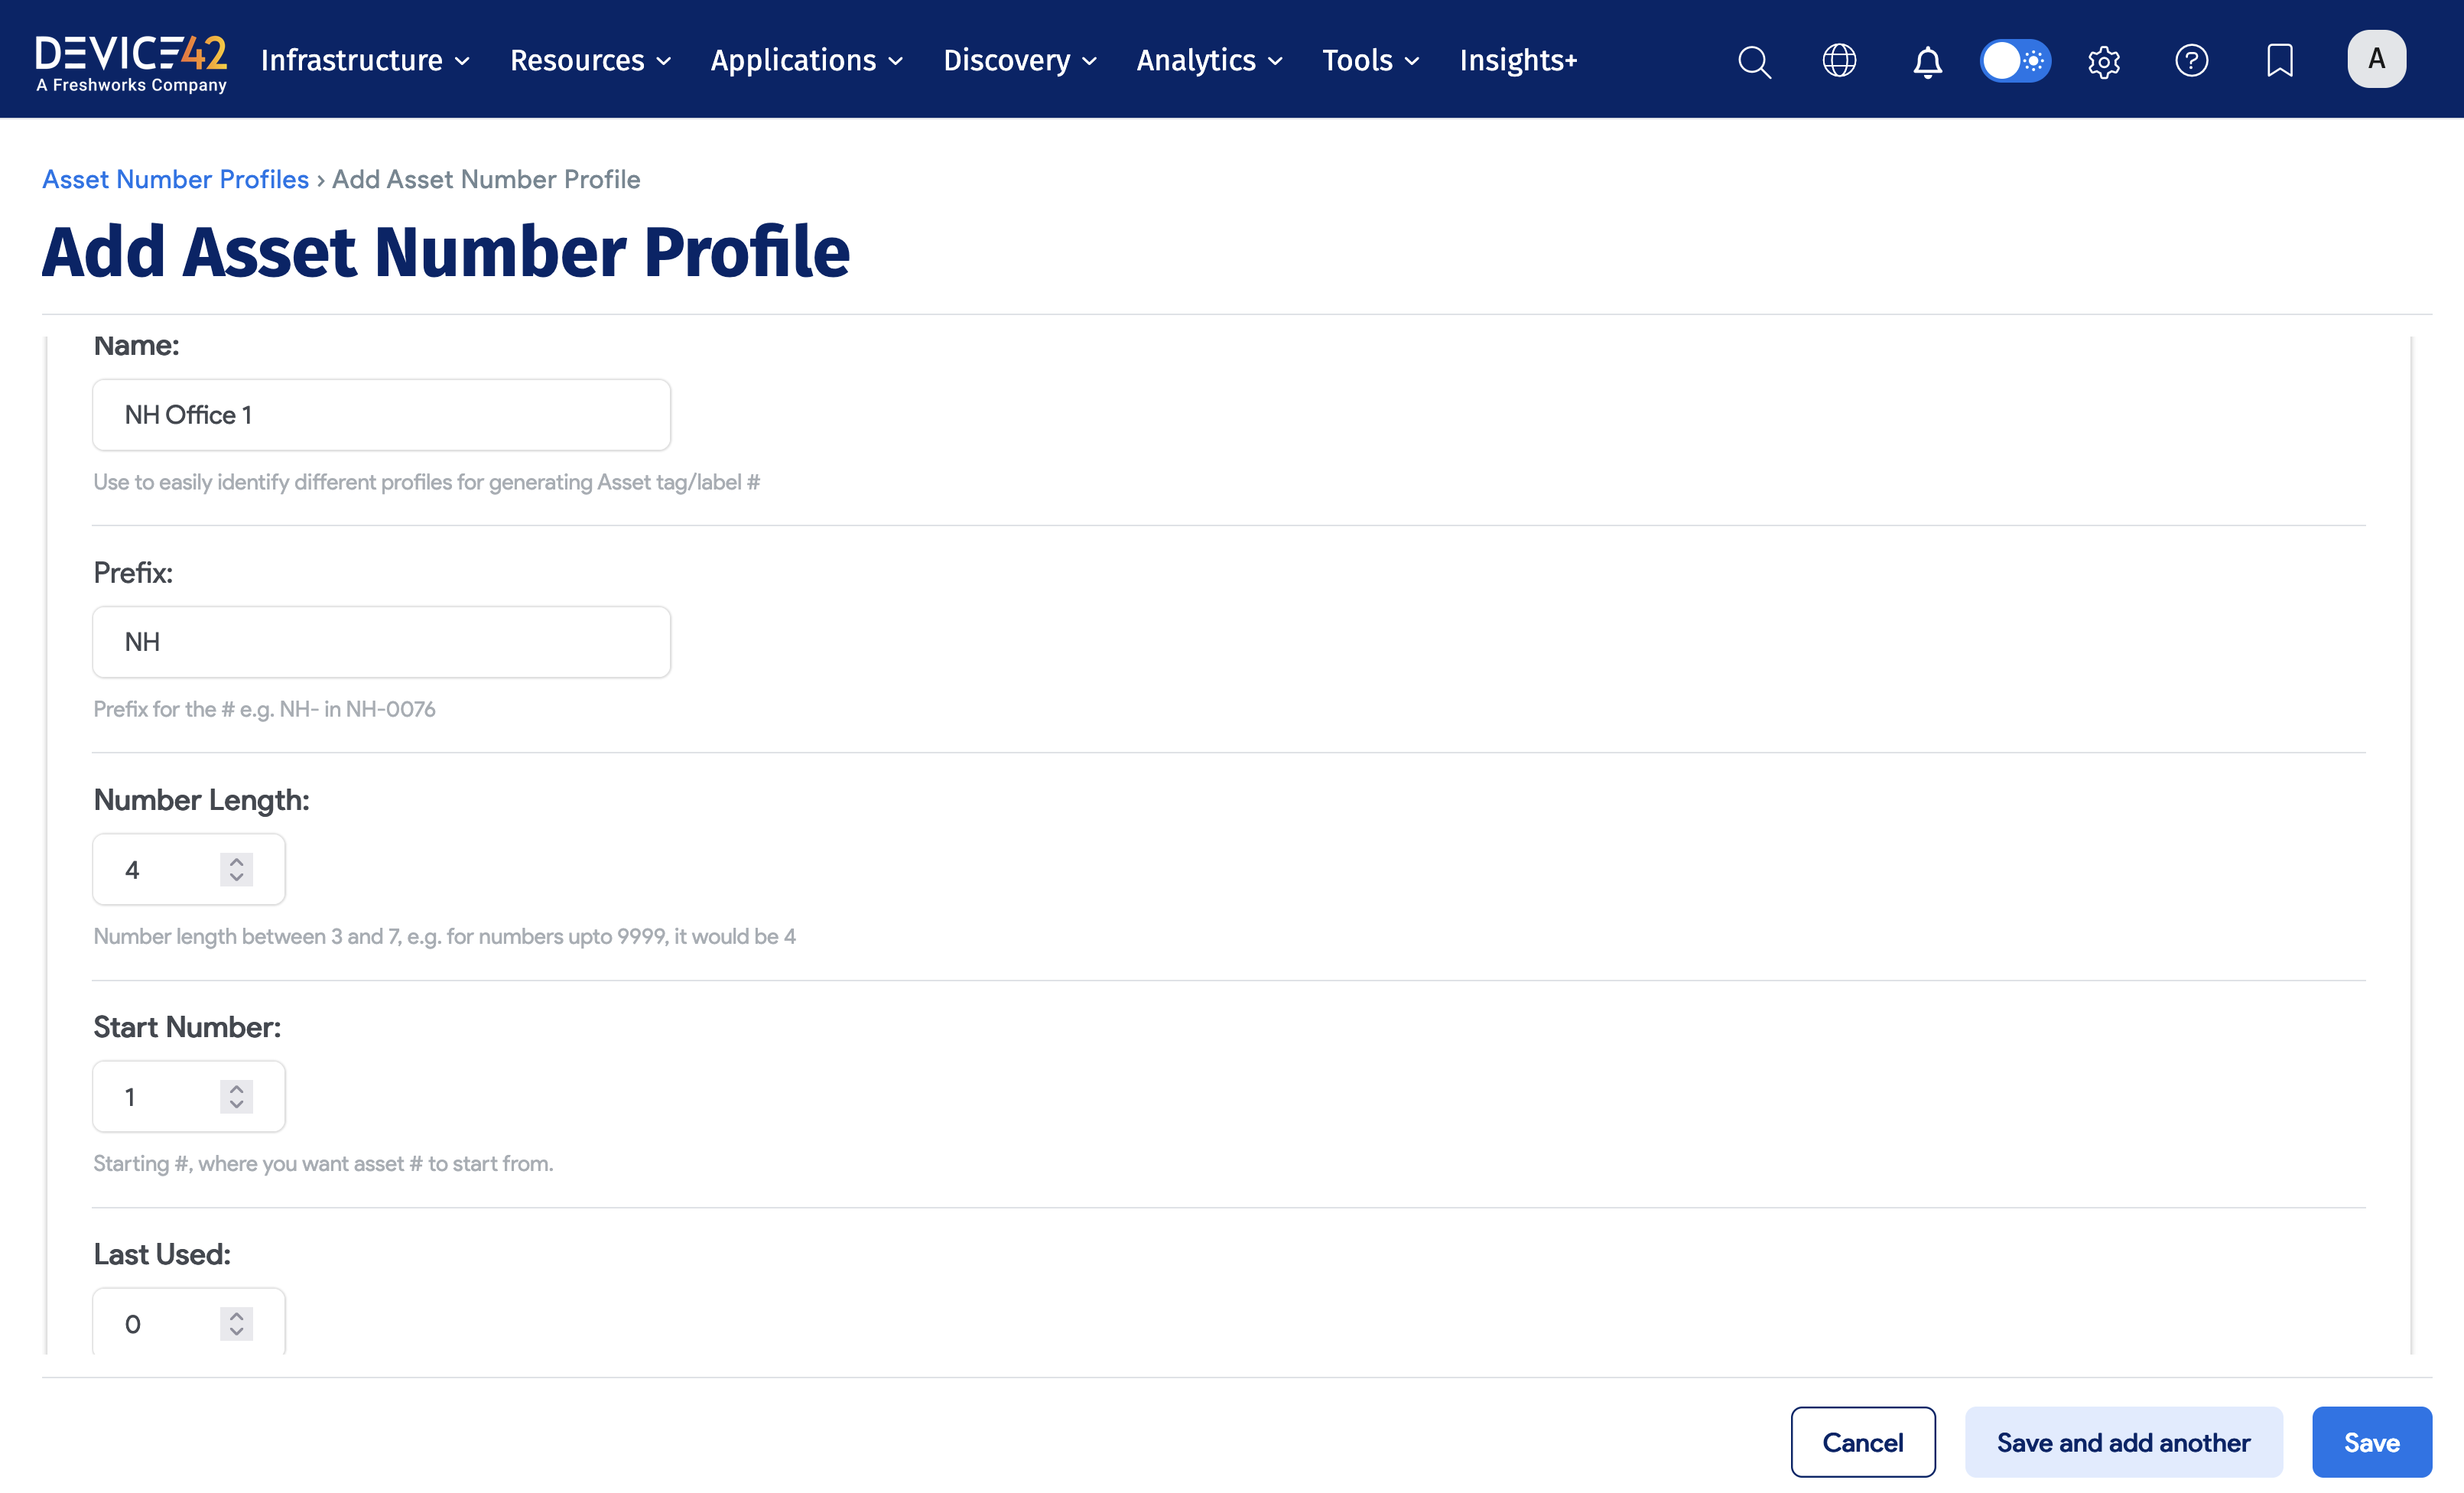 DEVICE42
A Freshworks Company
Infrastructure Resources Applications Discovery Analytics Tools Insights+
A
Asset Number Profiles › Add Asset Number Profile
Add Asset Number Profile
Name:
NH Office 1
Use to easily identify different profiles for generating Asset tag/label #
Prefix:
NH
Prefix for the # e.g. NH- in NH-0076
Number Length:
4
Number length between 3 and 7, e.g. for numbers upto 9999, it would be 4
Start Number:
1
Starting #, where you want asset # to start from.
Last Used:
0
Cancel Save and add another Save